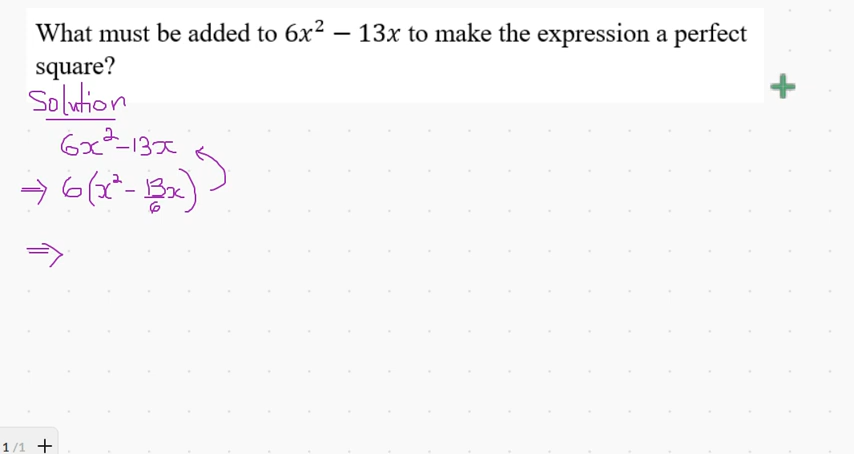 What must be added to 6x² − 13x to make the expression a perfect
square?
Solution
6x² − 13x
⇒ 6(x² − 13/6 x)
⇒
1/1 +